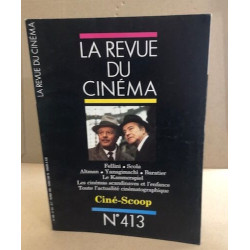 LA REVUE
DU
CINÉMA
Fellini • Scola
Altman • Yanagimachi • Baratier
Le Kammerspiel
Les cinémas scandinaves et l'enfance
Toute l'actualité cinématographique
Ciné-Scoop
N°413
LA REVUE DU CINÉMA